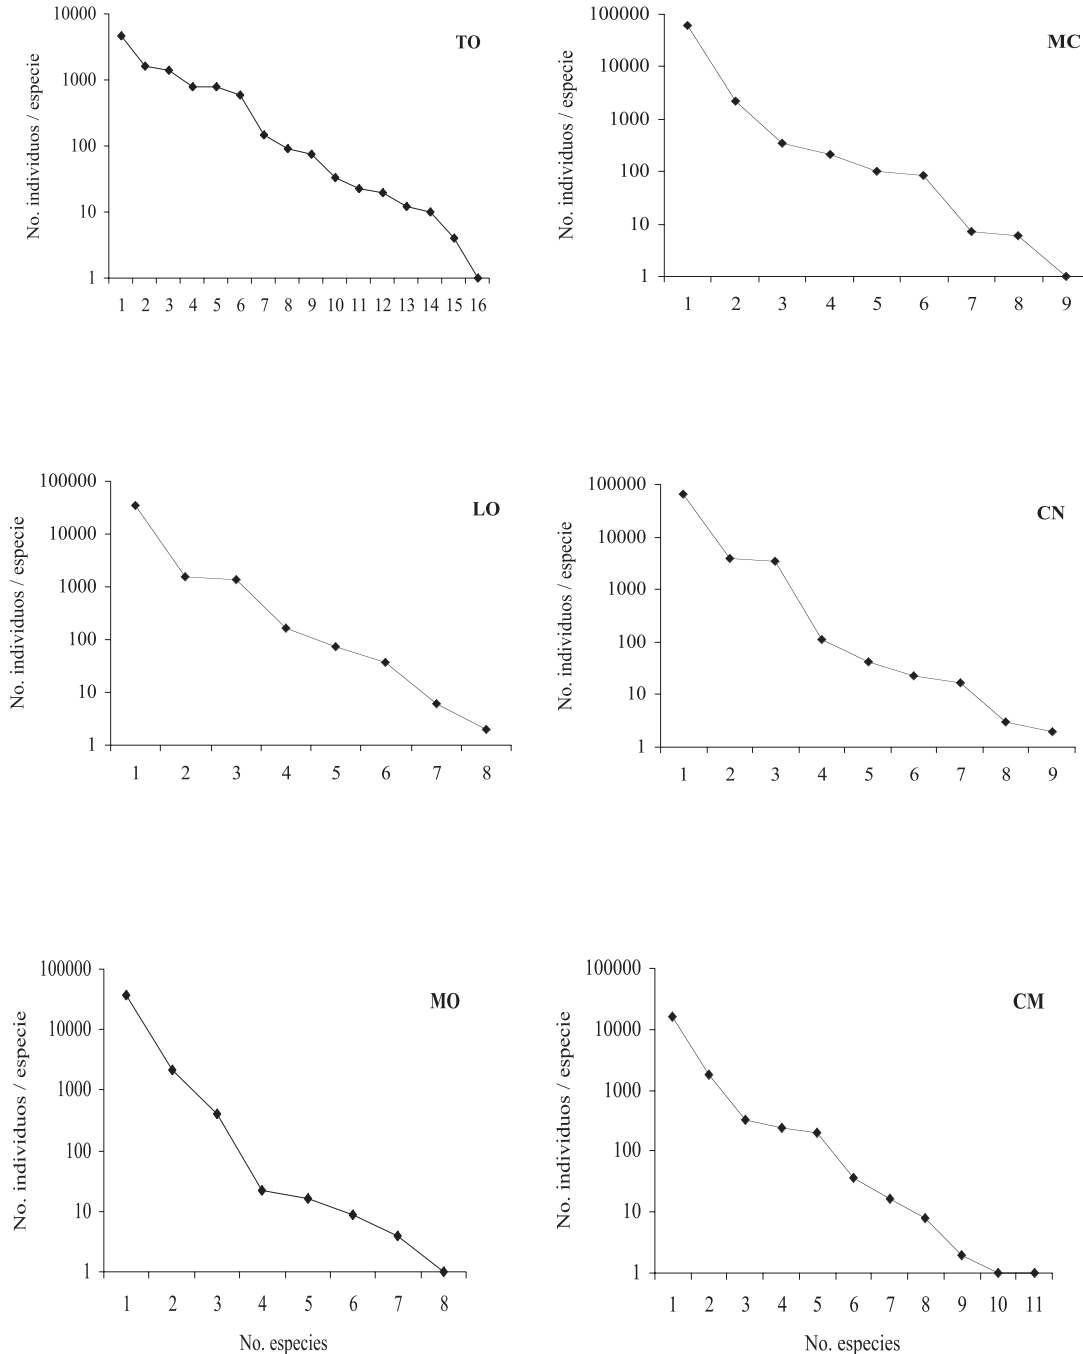 TO
No. individuos / especie
10000
1000
100
10
1
1 2 3 4 5 6 7 8 9 10 11 12 13 14 15 16
MC
No. individuos / especie
100000
10000
1000
100
10
1
1 2 3 4 5 6 7 8 9
LO
No. individuos / especie
100000
10000
1000
100
10
1
1 2 3 4 5 6 7 8
CN
No. individuos / especie
100000
10000
1000
100
10
1
1 2 3 4 5 6 7 8 9
MO
No. individuos / especie
100000
10000
1000
100
10
1
1 2 3 4 5 6 7 8
No. especies
CM
No. individuos / especie
100000
10000
1000
100
10
1
1 2 3 4 5 6 7 8 9 10 11
No. especies